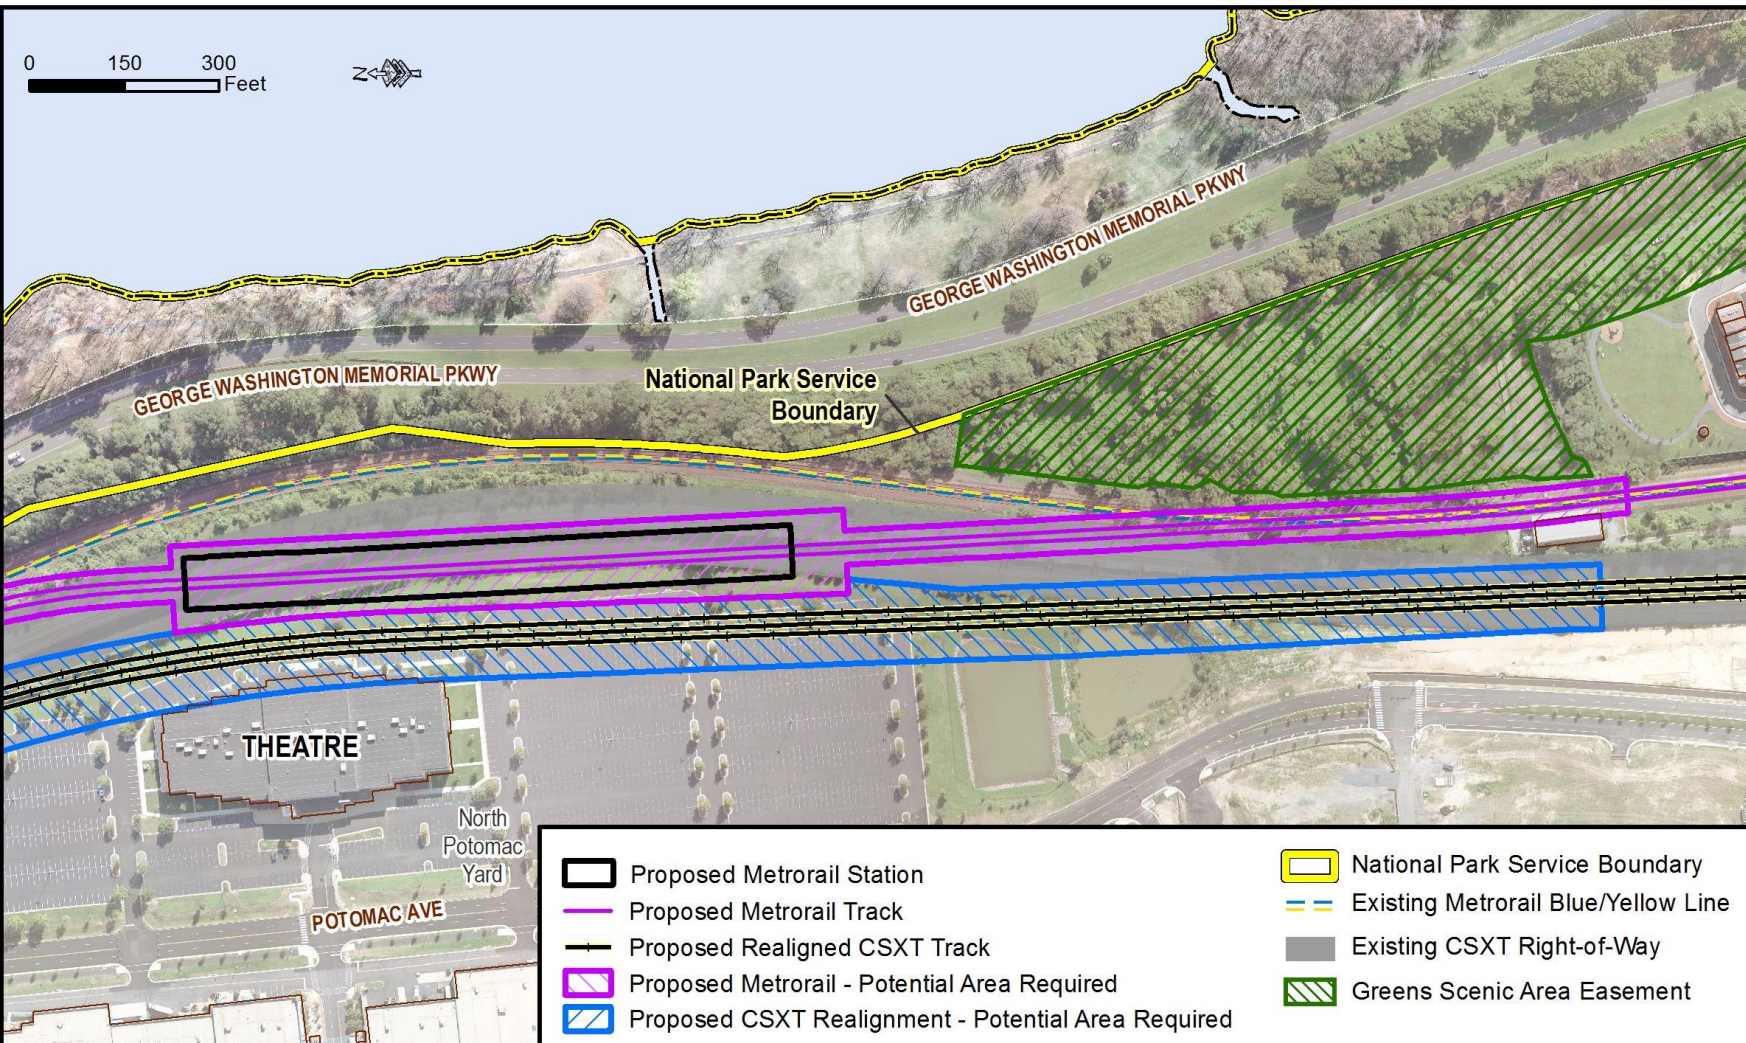 0 150 300
Feet
N
GEORGE WASHINGTON MEMORIAL PKWY
GEORGE WASHINGTON MEMORIAL PKWY
National Park Service
Boundary
THEATRE
North
Potomac
Yard
POTOMAC AVE
Proposed Metrorail Station
Proposed Metrorail Track
Proposed Realigned CSXT Track
Proposed Metrorail - Potential Area Required
Proposed CSXT Realignment - Potential Area Required
National Park Service Boundary
Existing Metrorail Blue/Yellow Line
Existing CSXT Right-of-Way
Greens Scenic Area Easement